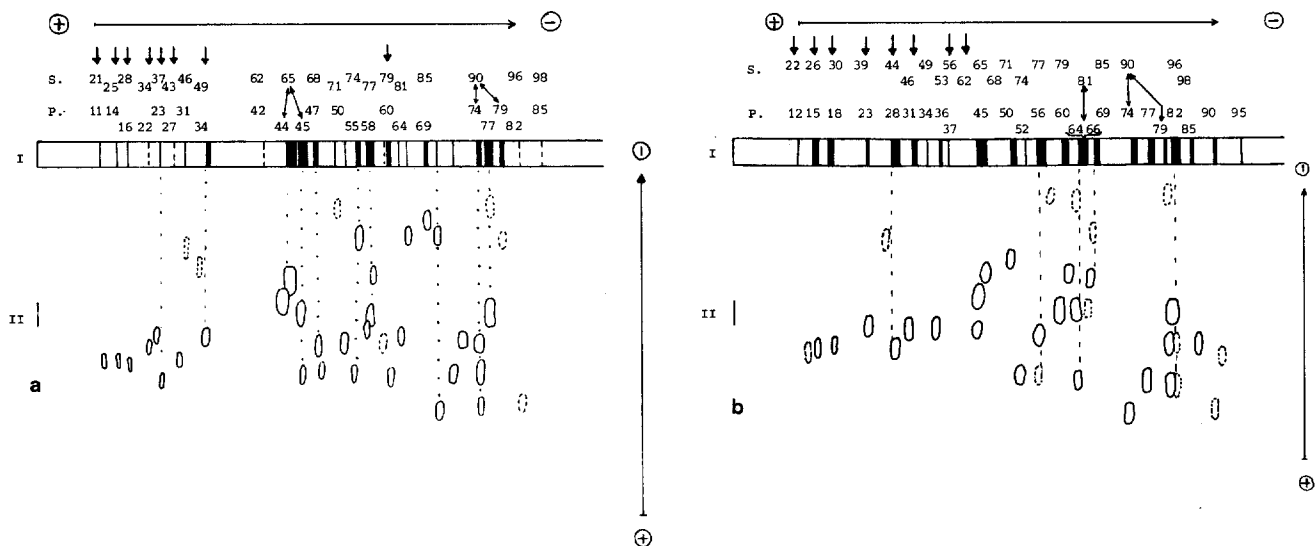 ⊕ ⊖
S. 21 25 28 34 37 43 46 49 62 65 68 71 74 77 79 81 85 90 96 98
P. 11 14 16 22 23 27 31 34 42 44 45 47 50 55 58 60 64 69 74 77 79 82 85
I
⊖
II
a
⊕
⊕ ⊖
S. 22 26 30 39 44 46 49 53 56 62 65 68 71 74 77 79 81 85 90 96 98
P. 12 15 18 23 28 31 34 36 37 45 50 52 56 60 64 66 69 74 77 79 82 85 90 95
I
⊖
II
b
⊕